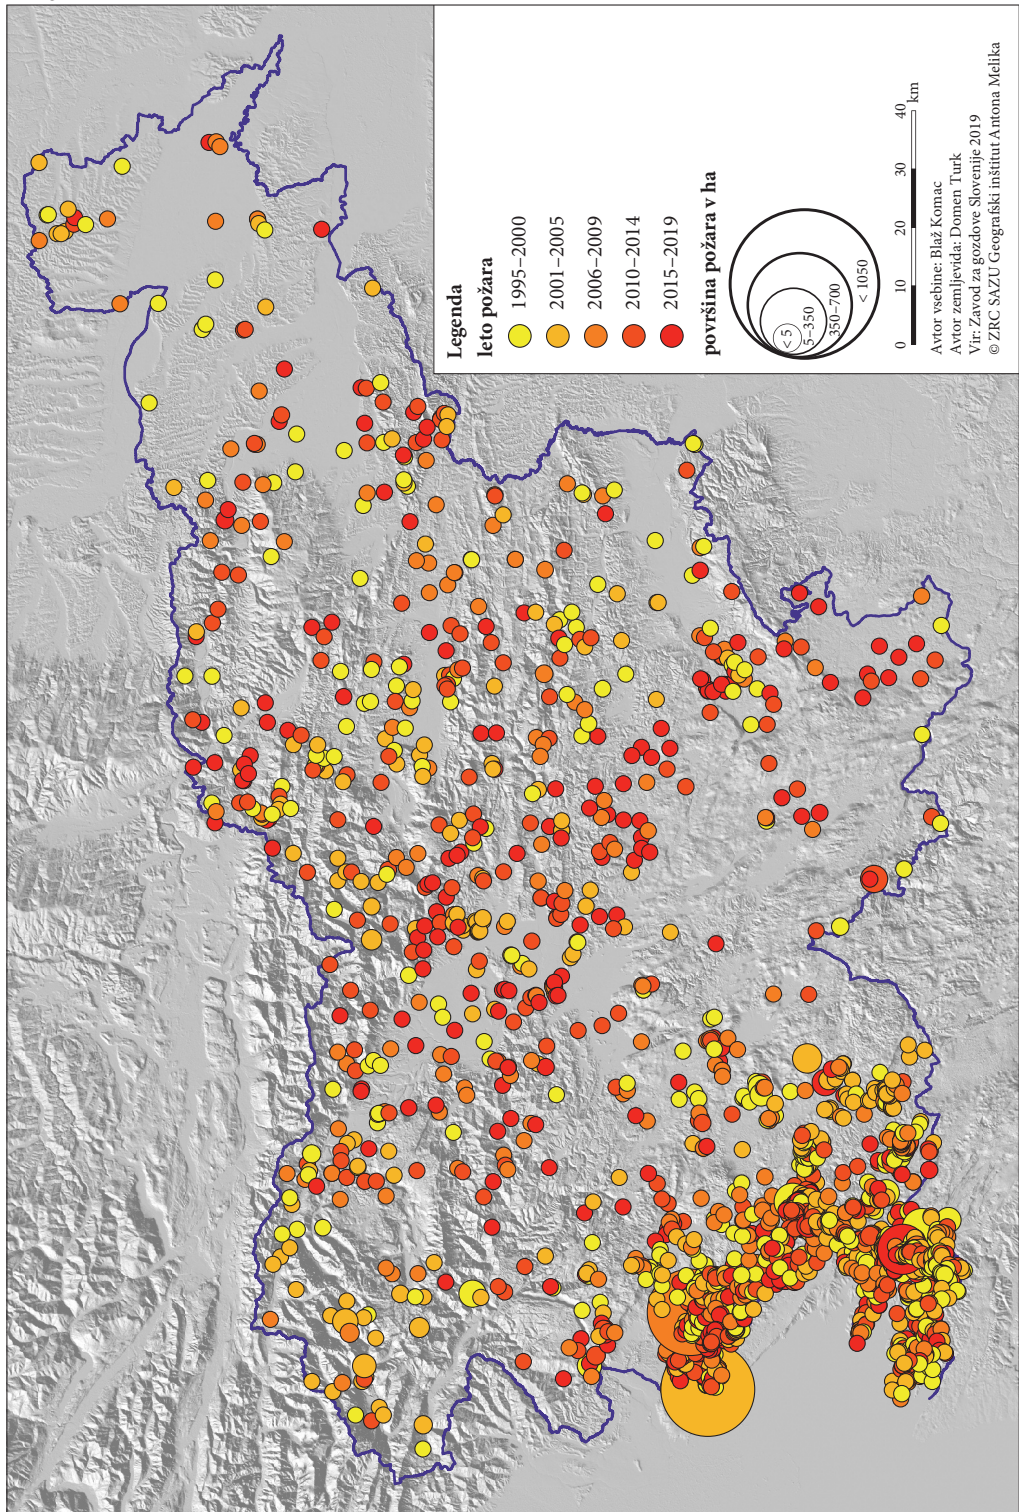 Legenda
leto požara
1995–2000
2001–2005
2006–2009
2010–2014
2015–2019
površina požara v ha
< 5
5–350
350–700
< 1050
0 10 20 30 40
km
Avtor vsebine: Blaž Komac
Avtor zemljevida: Domen Turk
Vir: Zavod za gozdove Slovenije 2019
© ZRC SAZU Geografski inštitut Antona Melika